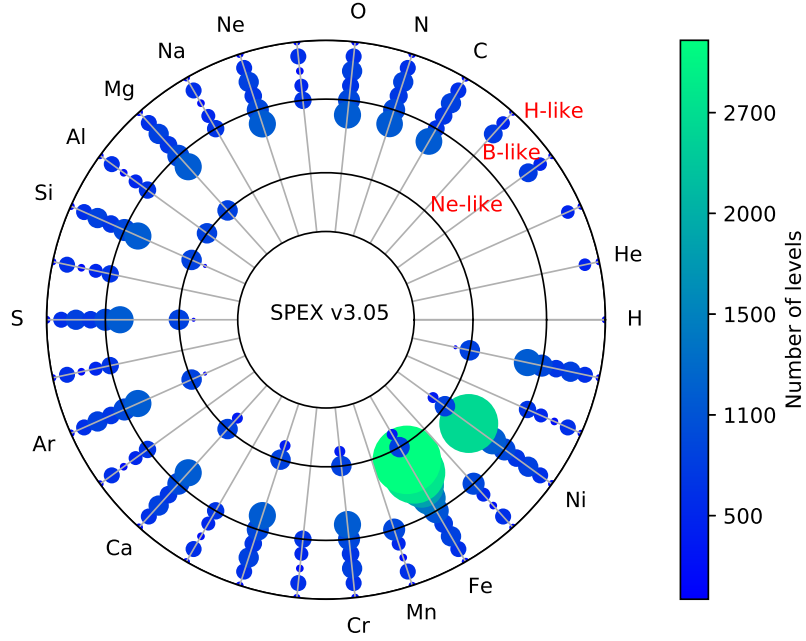 O
N
C
Ne
Na
Mg
Al
Si
S
Ar
Ca
Cr
Mn
Fe
Ni
H
He
H-like
B-like
Ne-like
SPEX v3.05
2700
2000
1500
1100
500
Number of levels